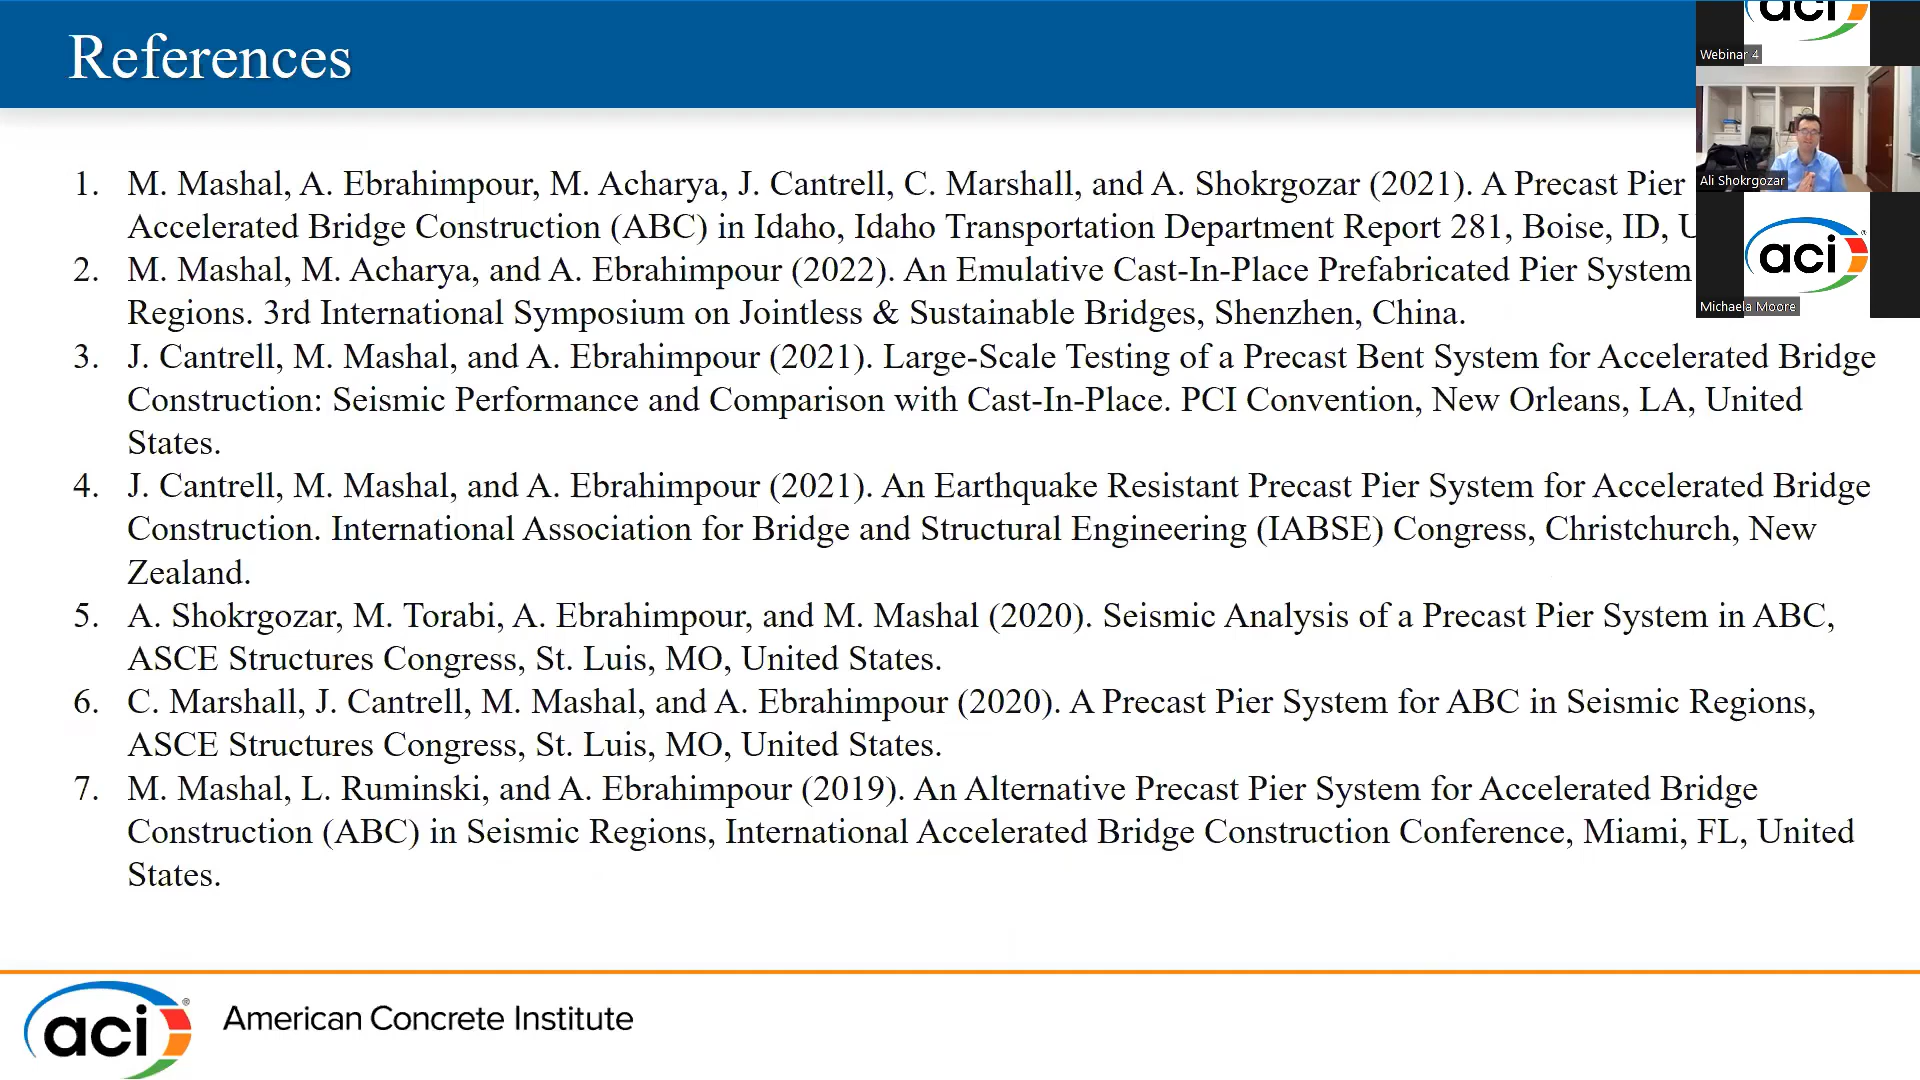 References
aci
Webinar 4
Ali Shokrgozar
aci
Michaela Moore
1. M. Mashal, A. Ebrahimpour, M. Acharya, J. Cantrell, C. Marshall, and A. Shokrgozar (2021). A Precast Pier
Accelerated Bridge Construction (ABC) in Idaho, Idaho Transportation Department Report 281, Boise, ID,
2. M. Mashal, M. Acharya, and A. Ebrahimpour (2022). An Emulative Cast-In-Place Prefabricated Pier System
Regions. 3rd International Symposium on Jointless & Sustainable Bridges, Shenzhen, China.
3. J. Cantrell, M. Mashal, and A. Ebrahimpour (2021). Large-Scale Testing of a Precast Bent System for Accelerated Bridge
Construction: Seismic Performance and Comparison with Cast-In-Place. PCI Convention, New Orleans, LA, United
States.
4. J. Cantrell, M. Mashal, and A. Ebrahimpour (2021). An Earthquake Resistant Precast Pier System for Accelerated Bridge
Construction. International Association for Bridge and Structural Engineering (IABSE) Congress, Christchurch, New
Zealand.
5. A. Shokrgozar, M. Torabi, A. Ebrahimpour, and M. Mashal (2020). Seismic Analysis of a Precast Pier System in ABC,
ASCE Structures Congress, St. Luis, MO, United States.
6. C. Marshall, J. Cantrell, M. Mashal, and A. Ebrahimpour (2020). A Precast Pier System for ABC in Seismic Regions,
ASCE Structures Congress, St. Luis, MO, United States.
7. M. Mashal, L. Ruminski, and A. Ebrahimpour (2019). An Alternative Precast Pier System for Accelerated Bridge
Construction (ABC) in Seismic Regions, International Accelerated Bridge Construction Conference, Miami, FL, United
States.
aci® American Concrete Institute